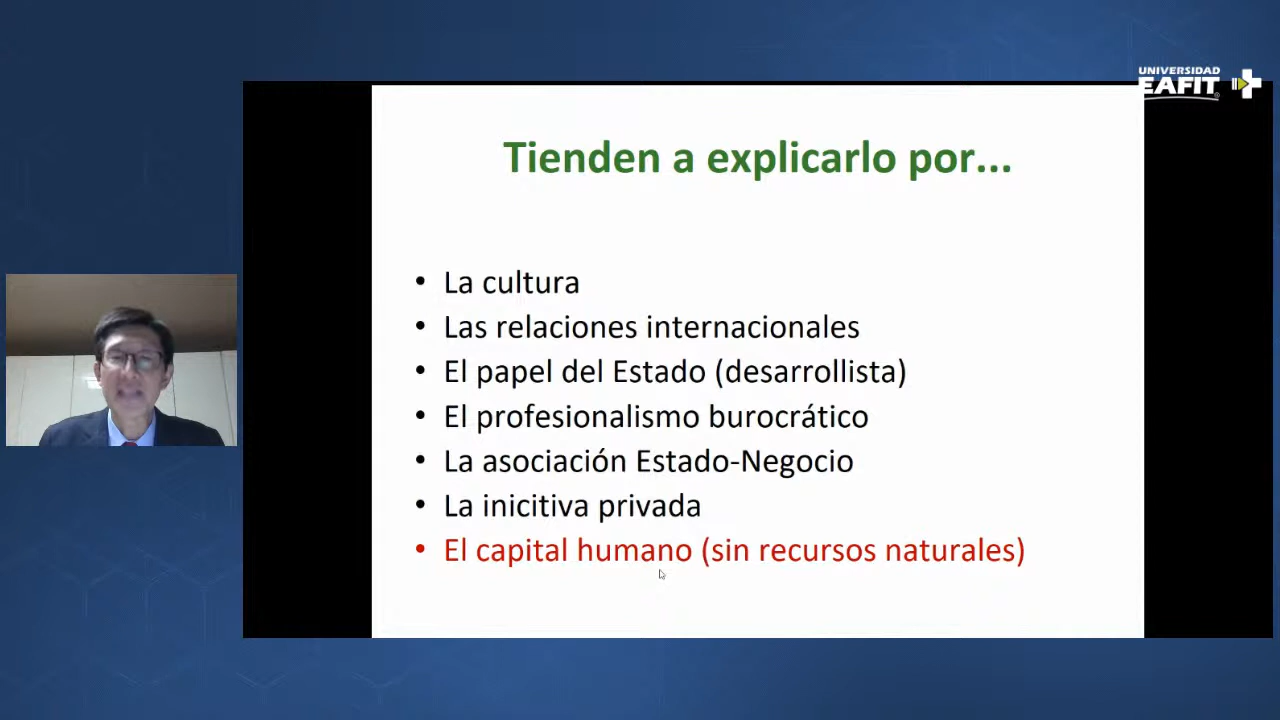 UNIVERSIDAD
EAFIT
Tienden a explicarlo por...
• La cultura
• Las relaciones internacionales
• El papel del Estado (desarrollista)
• El profesionalismo burocrático
• La asociación Estado-Negocio
• La inicitiva privada
• El capital humano (sin recursos naturales)